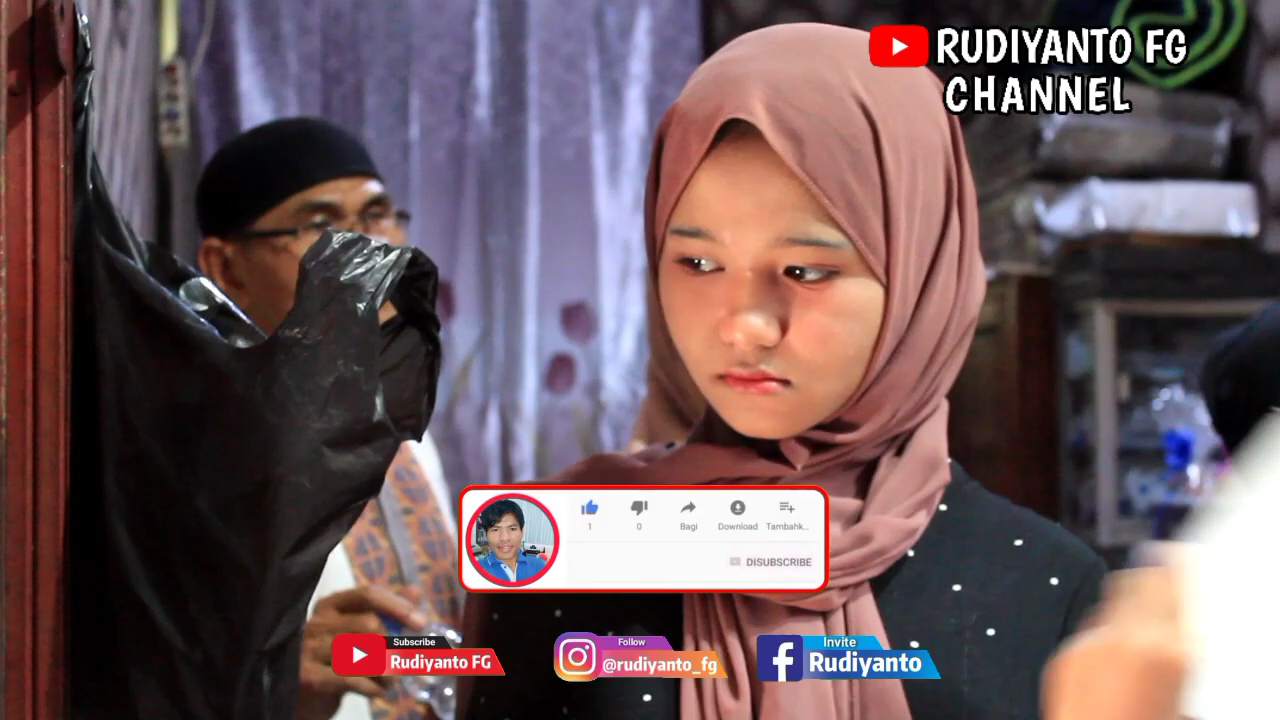 RUDIYANTO FG
CHANNEL
1
0
Bagi
Download
Tambahk...
DISUBSCRIBE
Subscribe
Rudiyanto FG
Follow
@rudiyanto_fg
Invite
Rudiyanto